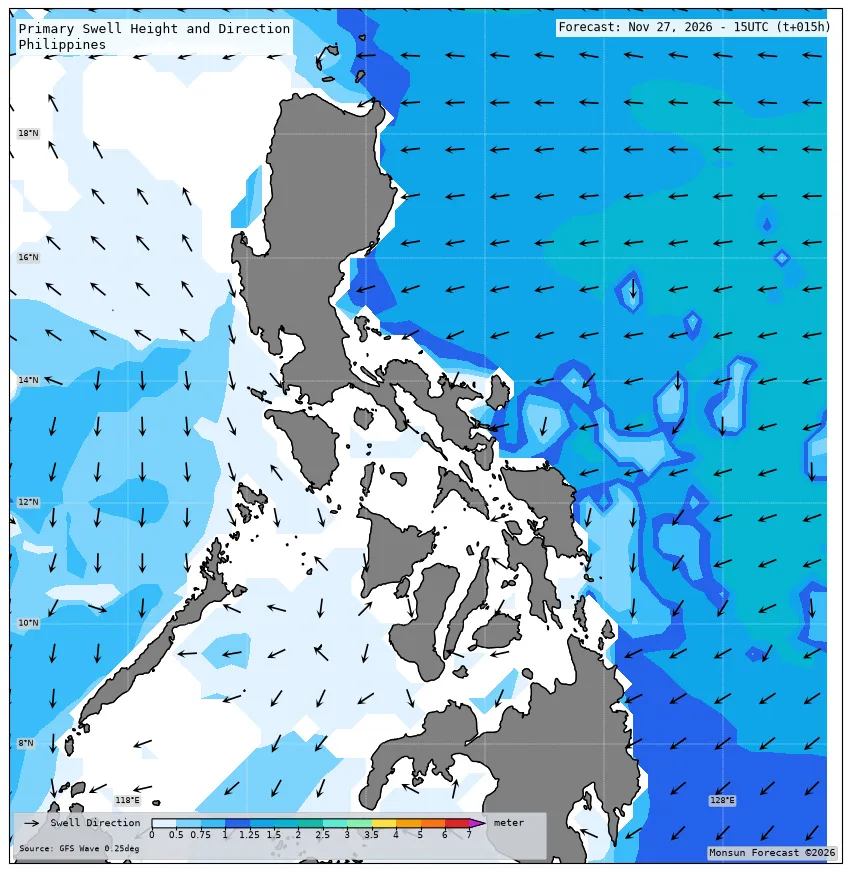 Primary Swell Height and Direction
Philippines
Forecast: Nov 27, 2026 - 15UTC (t+015h)
18°N
16°N
14°N
12°N
10°N
8°N
118°E
128°E
Swell Direction
meter
0 0.5 0.75 1 1.25 1.5 2 2.5 3 3.5 4 5 6 7
Source: GFS Wave 0.25deg
Monsun Forecast ©2026